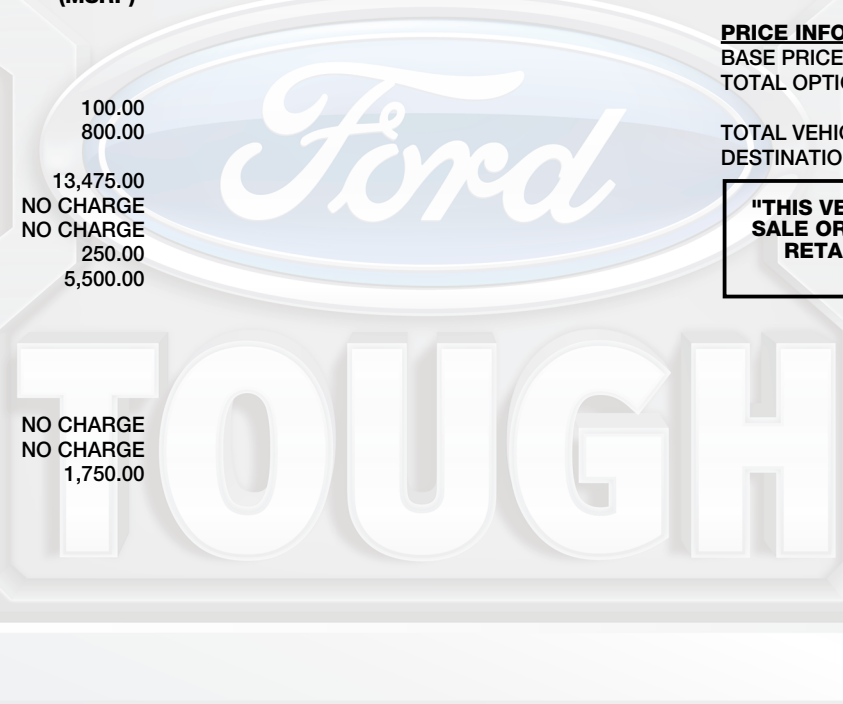 (MSRP)
100.00
800.00
13,475.00
NO CHARGE
NO CHARGE
250.00
5,500.00
NO CHARGE
NO CHARGE
1,750.00
PRICE INFO
BASE PRICE
TOTAL OPTI
TOTAL VEHI
DESTINATIO
"THIS VE
SALE OR
RETA
Ford
TOUGH